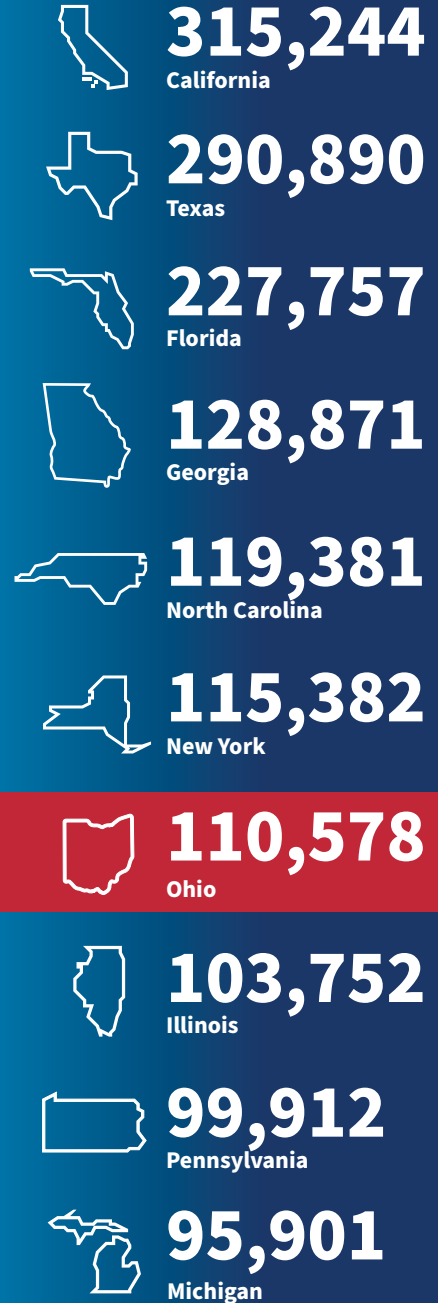 315,244
California
290,890
Texas
227,757
Florida
128,871
Georgia
119,381
North Carolina
115,382
New York
110,578
Ohio
103,752
Illinois
99,912
Pennsylvania
95,901
Michigan